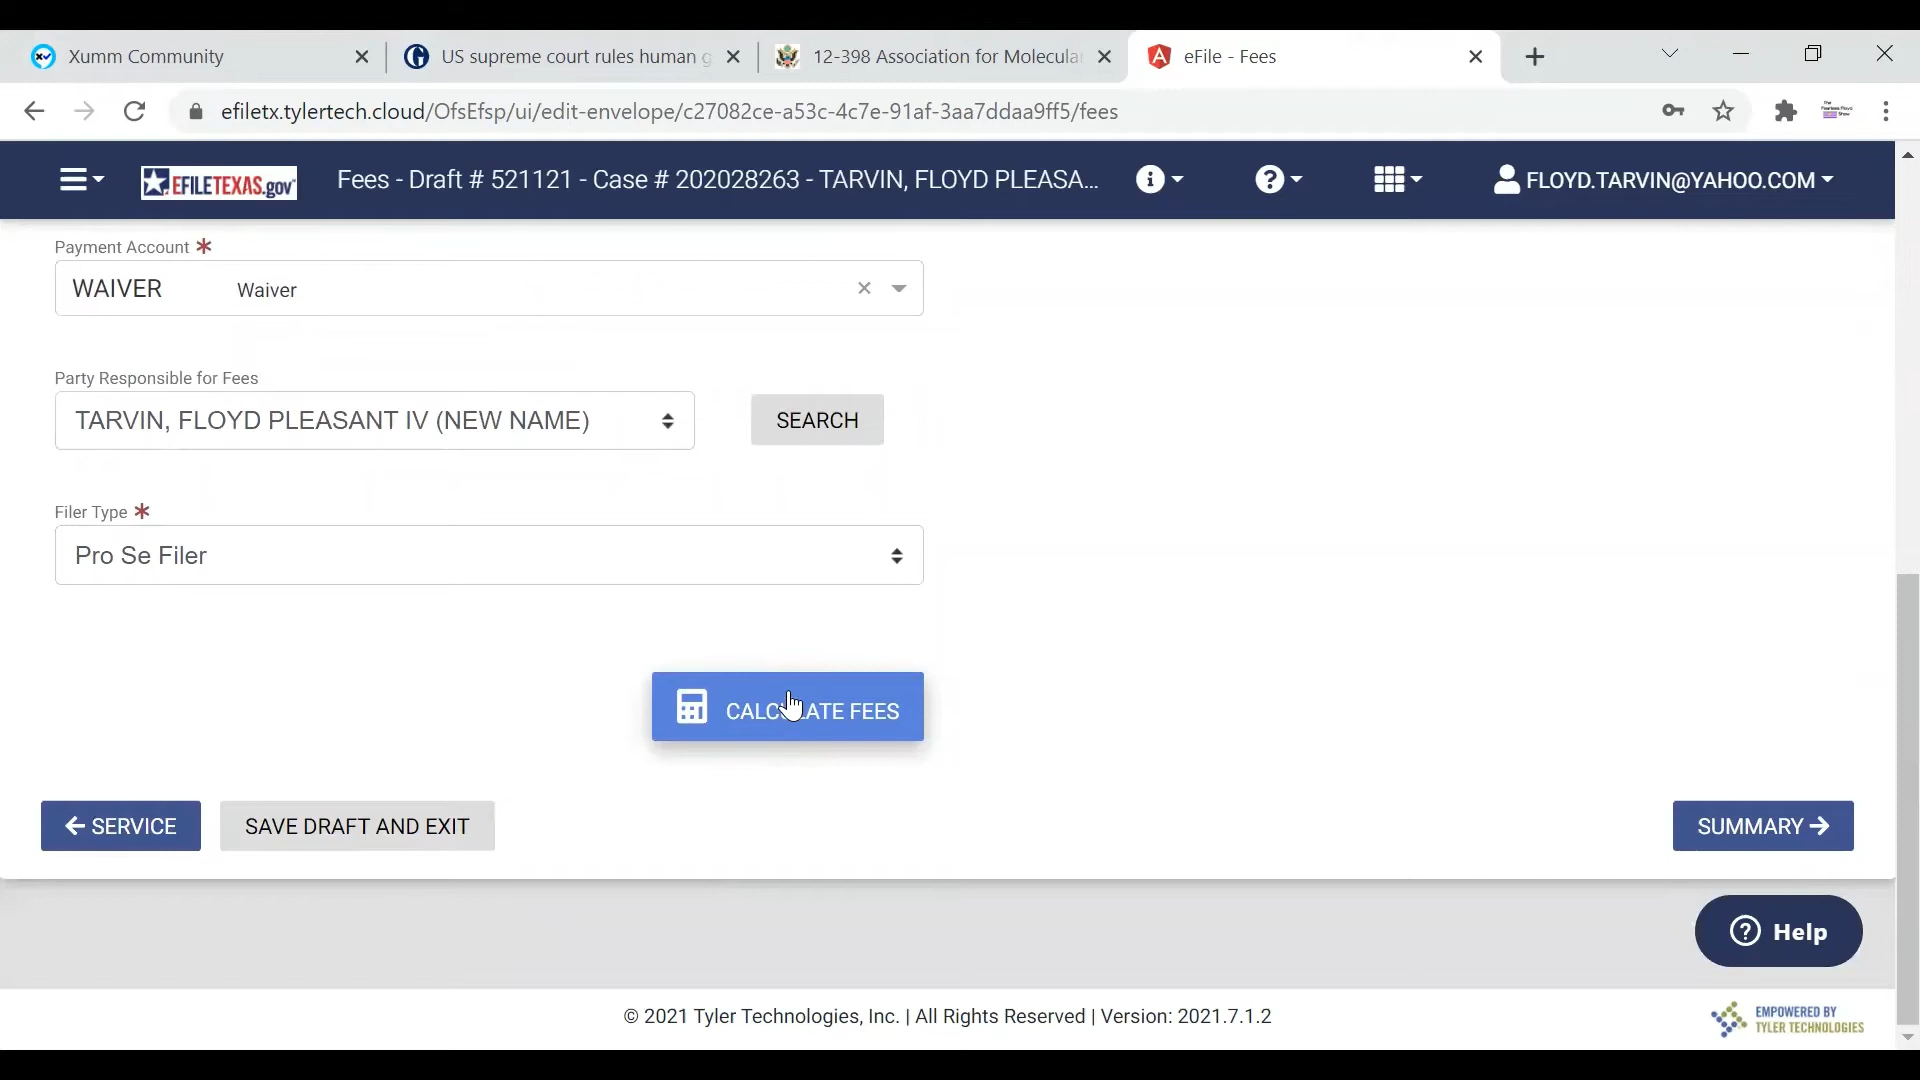 Xumm Community
US supreme court rules human g
12-398 Association for Molecula
eFile - Fees
efiletx.tylertech.cloud/OfsEfsp/ui/edit-envelope/c27082ce-a53c-4c7e-91af-3aa7ddaa9ff5/fees
EFILETEXAS.gov
Fees - Draft # 521121 - Case # 202028263 - TARVIN, FLOYD PLEASA...
FLOYD.TARVIN@YAHOO.COM
Payment Account *
WAIVER Waiver
Party Responsible for Fees
TARVIN, FLOYD PLEASANT IV (NEW NAME)
SEARCH
Filer Type *
Pro Se Filer
CALCULATE FEES
← SERVICE
SAVE DRAFT AND EXIT
SUMMARY →
? Help
© 2021 Tyler Technologies, Inc. | All Rights Reserved | Version: 2021.7.1.2
EMPOWERED BY
TYLER TECHNOLOGIES